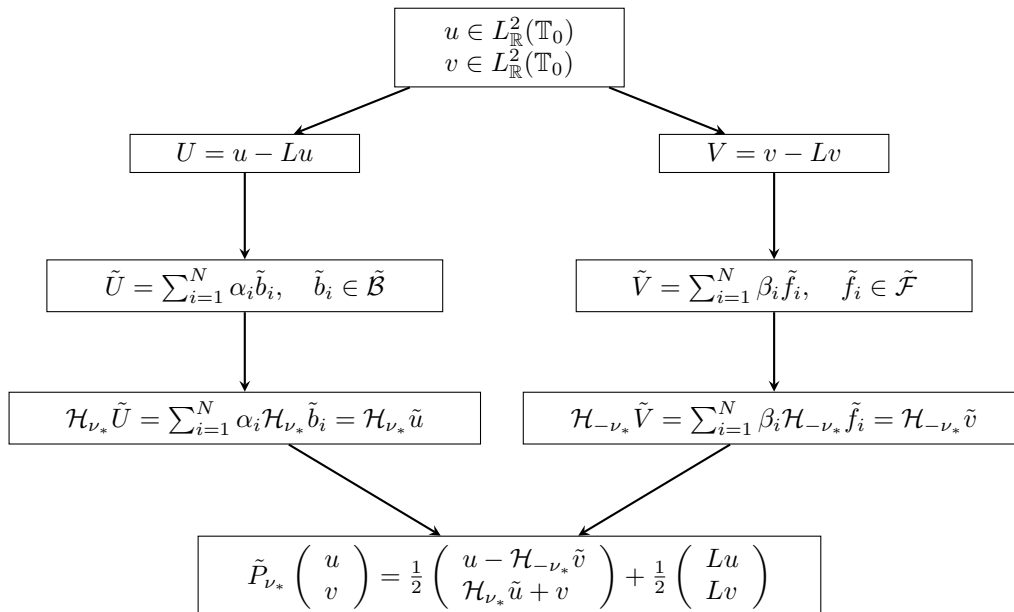 u ∈ L²_ℝ(𝕋₀)
v ∈ L²_ℝ(𝕋₀)
U = u − Lu
V = v − Lv
Ũ = ∑_{i=1}^{N} α_i b̃_i, b̃_i ∈ ℬ̃
Ṽ = ∑_{i=1}^{N} β_i f̃_i, f̃_i ∈ ℱ̃
ℋ_{ν_*} Ũ = ∑_{i=1}^{N} α_i ℋ_{ν_*} b̃_i = ℋ_{ν_*} ũ
ℋ_{−ν_*} Ṽ = ∑_{i=1}^{N} β_i ℋ_{−ν_*} f̃_i = ℋ_{−ν_*} ṽ
P̃_{ν_*} ( u v ) = ½ ( u − ℋ_{−ν_*} ṽ ℋ_{ν_*} ũ + v ) + ½ ( Lu Lv )